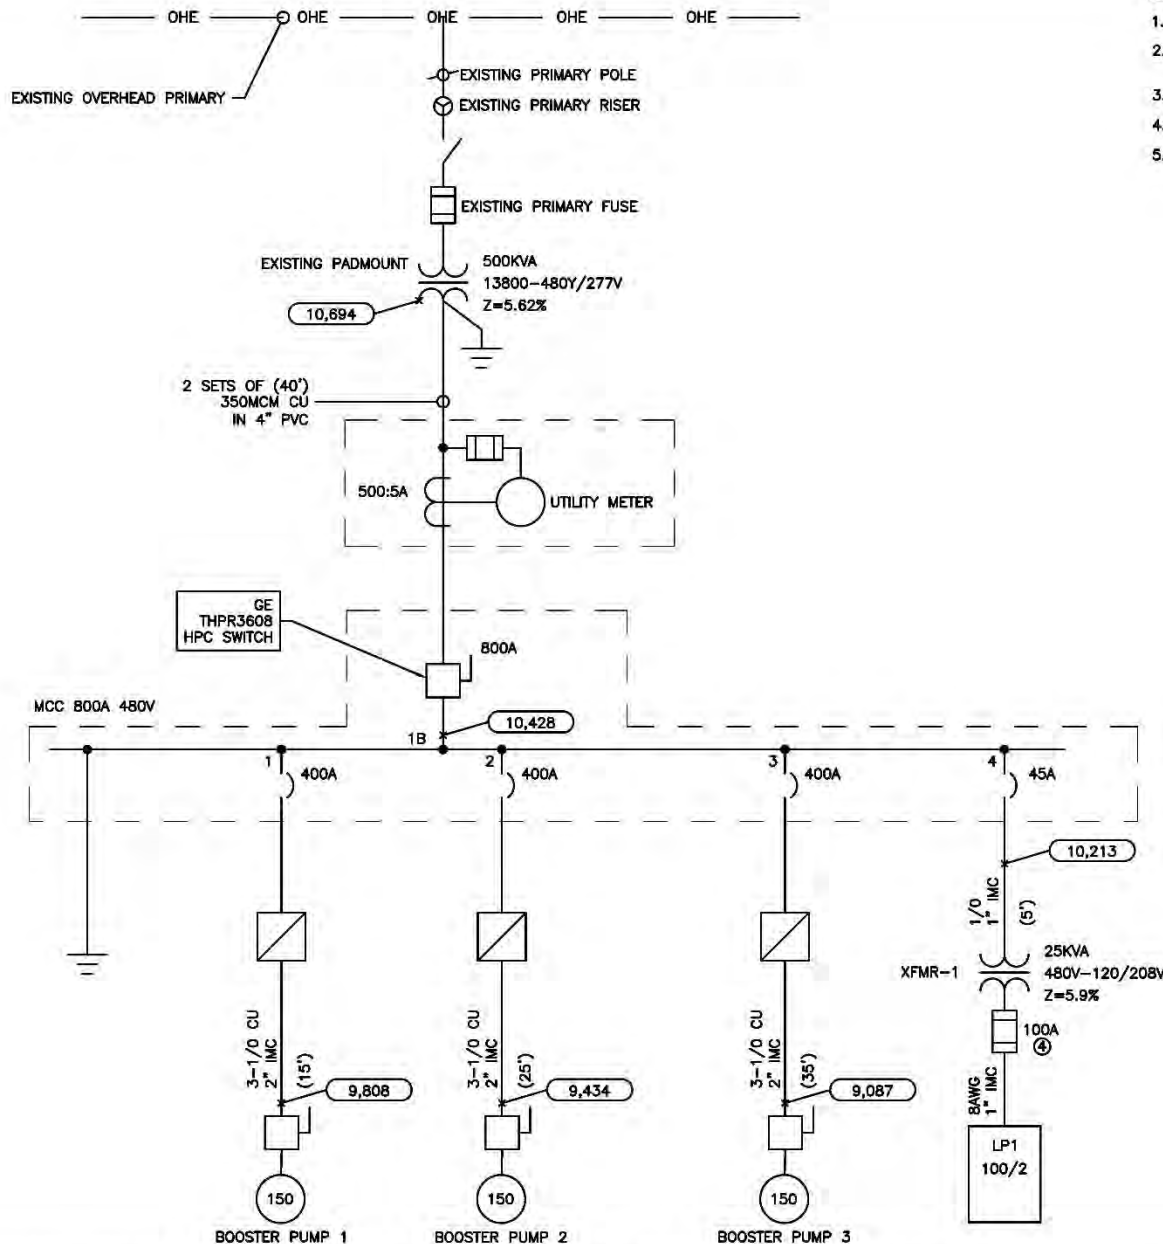 OHE OHE OHE OHE OHE
1.
2.
3.
4.
5.
EXISTING OVERHEAD PRIMARY
EXISTING PRIMARY POLE
EXISTING PRIMARY RISER
EXISTING PRIMARY FUSE
EXISTING PADMOUNT
500KVA
13800-480Y/277V
Z=5.62%
10,694
2 SETS OF (40')
350MCM CU
IN 4" PVC
500:5A
UTILITY METER
GE
THPR3608
HPC SWITCH
800A
MCC 800A 480V
10,428
1B
1
400A
2
400A
3
400A
4
45A
10,213
1/0
1" IMC
(5')
XFMR-1
25KVA
480V-120/208V
Z=5.9%
100A
4
8AWG
1" IMC
LP1
100/2
3-1/0 CU
2" IMC
(15')
9,808
150
BOOSTER PUMP 1
3-1/0 CU
2" IMC
(25')
9,434
150
BOOSTER PUMP 2
3-1/0 CU
2" IMC
(35')
9,087
150
BOOSTER PUMP 3